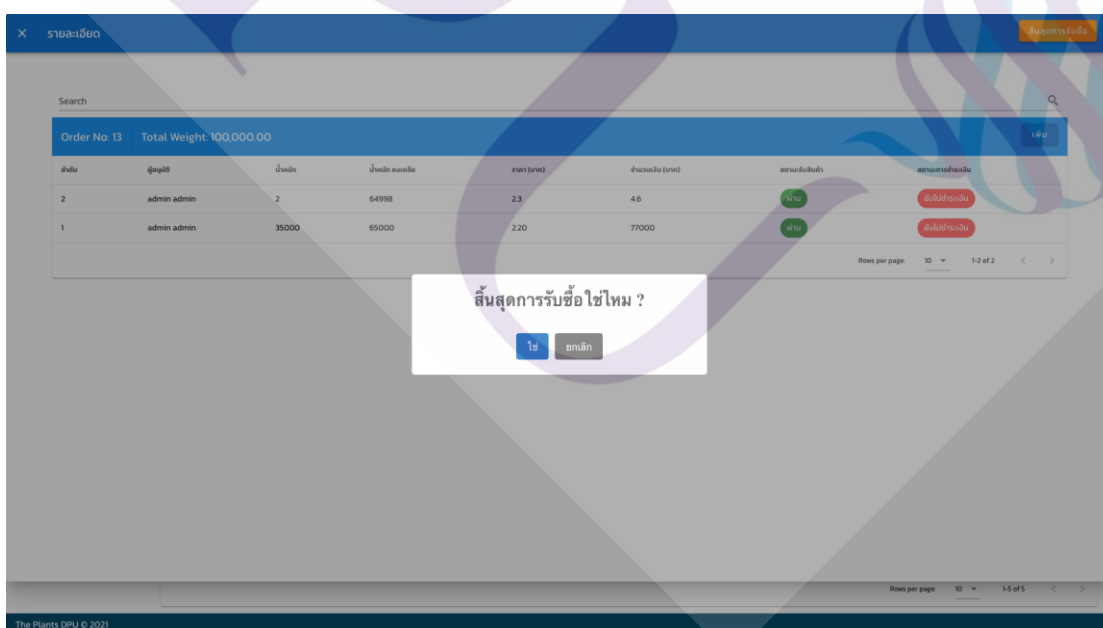 × รายละเอียด สิ้นสุดการรับซื้อ
Search
Order No: 13 Total Weight: 100,000.00 เพิ่ม
ลำดับ ผู้อนุมัติ น้ำหนัก น้ำหนัก คงเหลือ ราคา (บาท) จำนวนเงิน (บาท) สถานะรับสินค้า สถานะการชำระเงิน
2 admin admin 2 64998 2.3 4.6 ผ่าน ยังไม่ชำระเงิน
1 admin admin 35000 65000 2.20 77000 ผ่าน ยังไม่ชำระเงิน
Rows per page: 10 1-2 of 2
สิ้นสุดการรับซื้อใช่ไหม ?
ใช่ ยกเลิก
Rows per page: 10 1-5 of 5
The Plants DPU © 2021